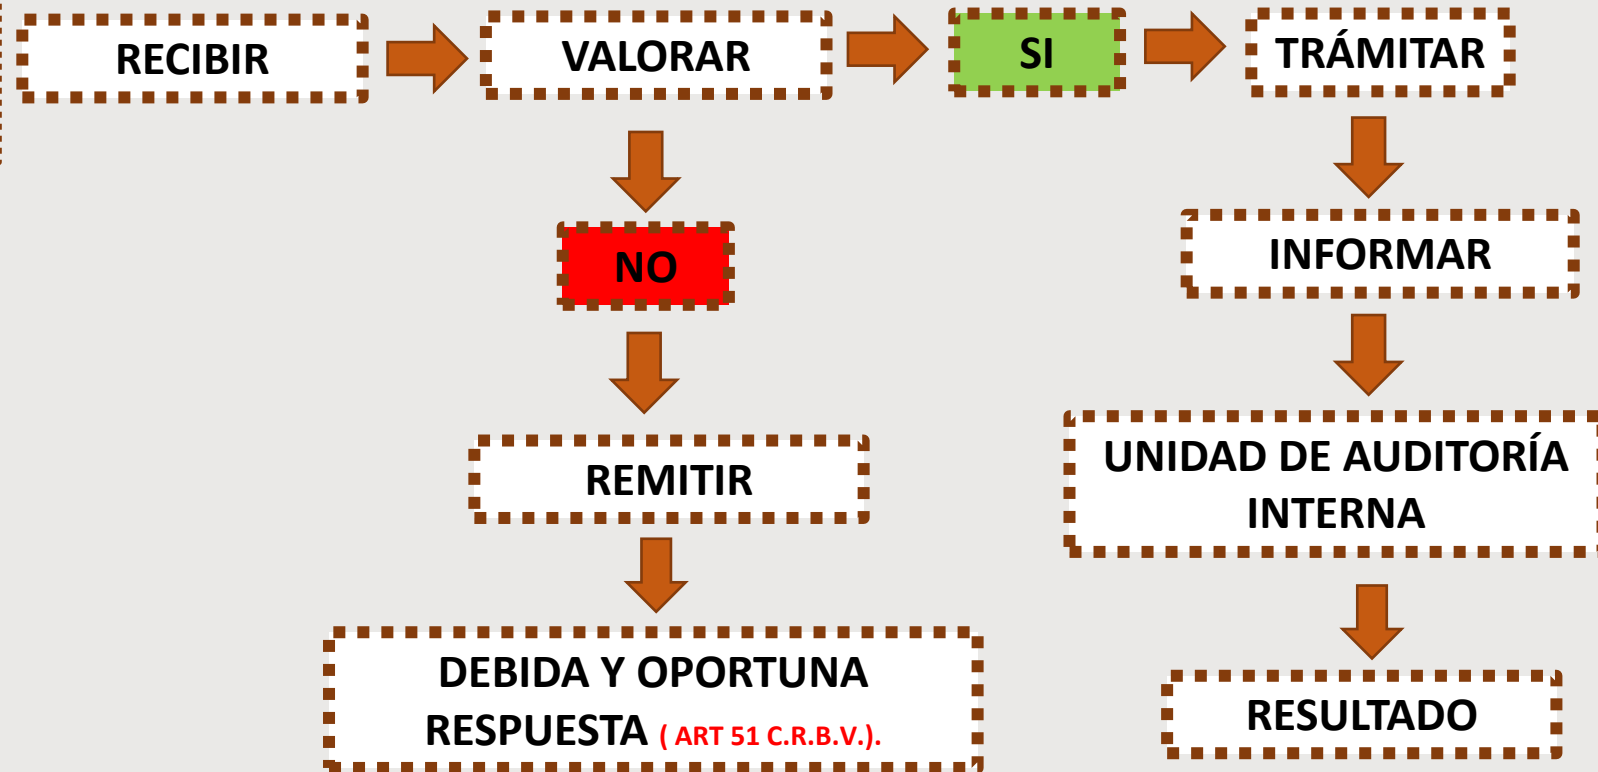 RECIBIR
VALORAR
SI
TRÁMITAR
NO
INFORMAR
REMITIR
UNIDAD DE AUDITORÍA
INTERNA
DEBIDA Y OPORTUNA
RESPUESTA ( ART 51 C.R.B.V.).
RESULTADO